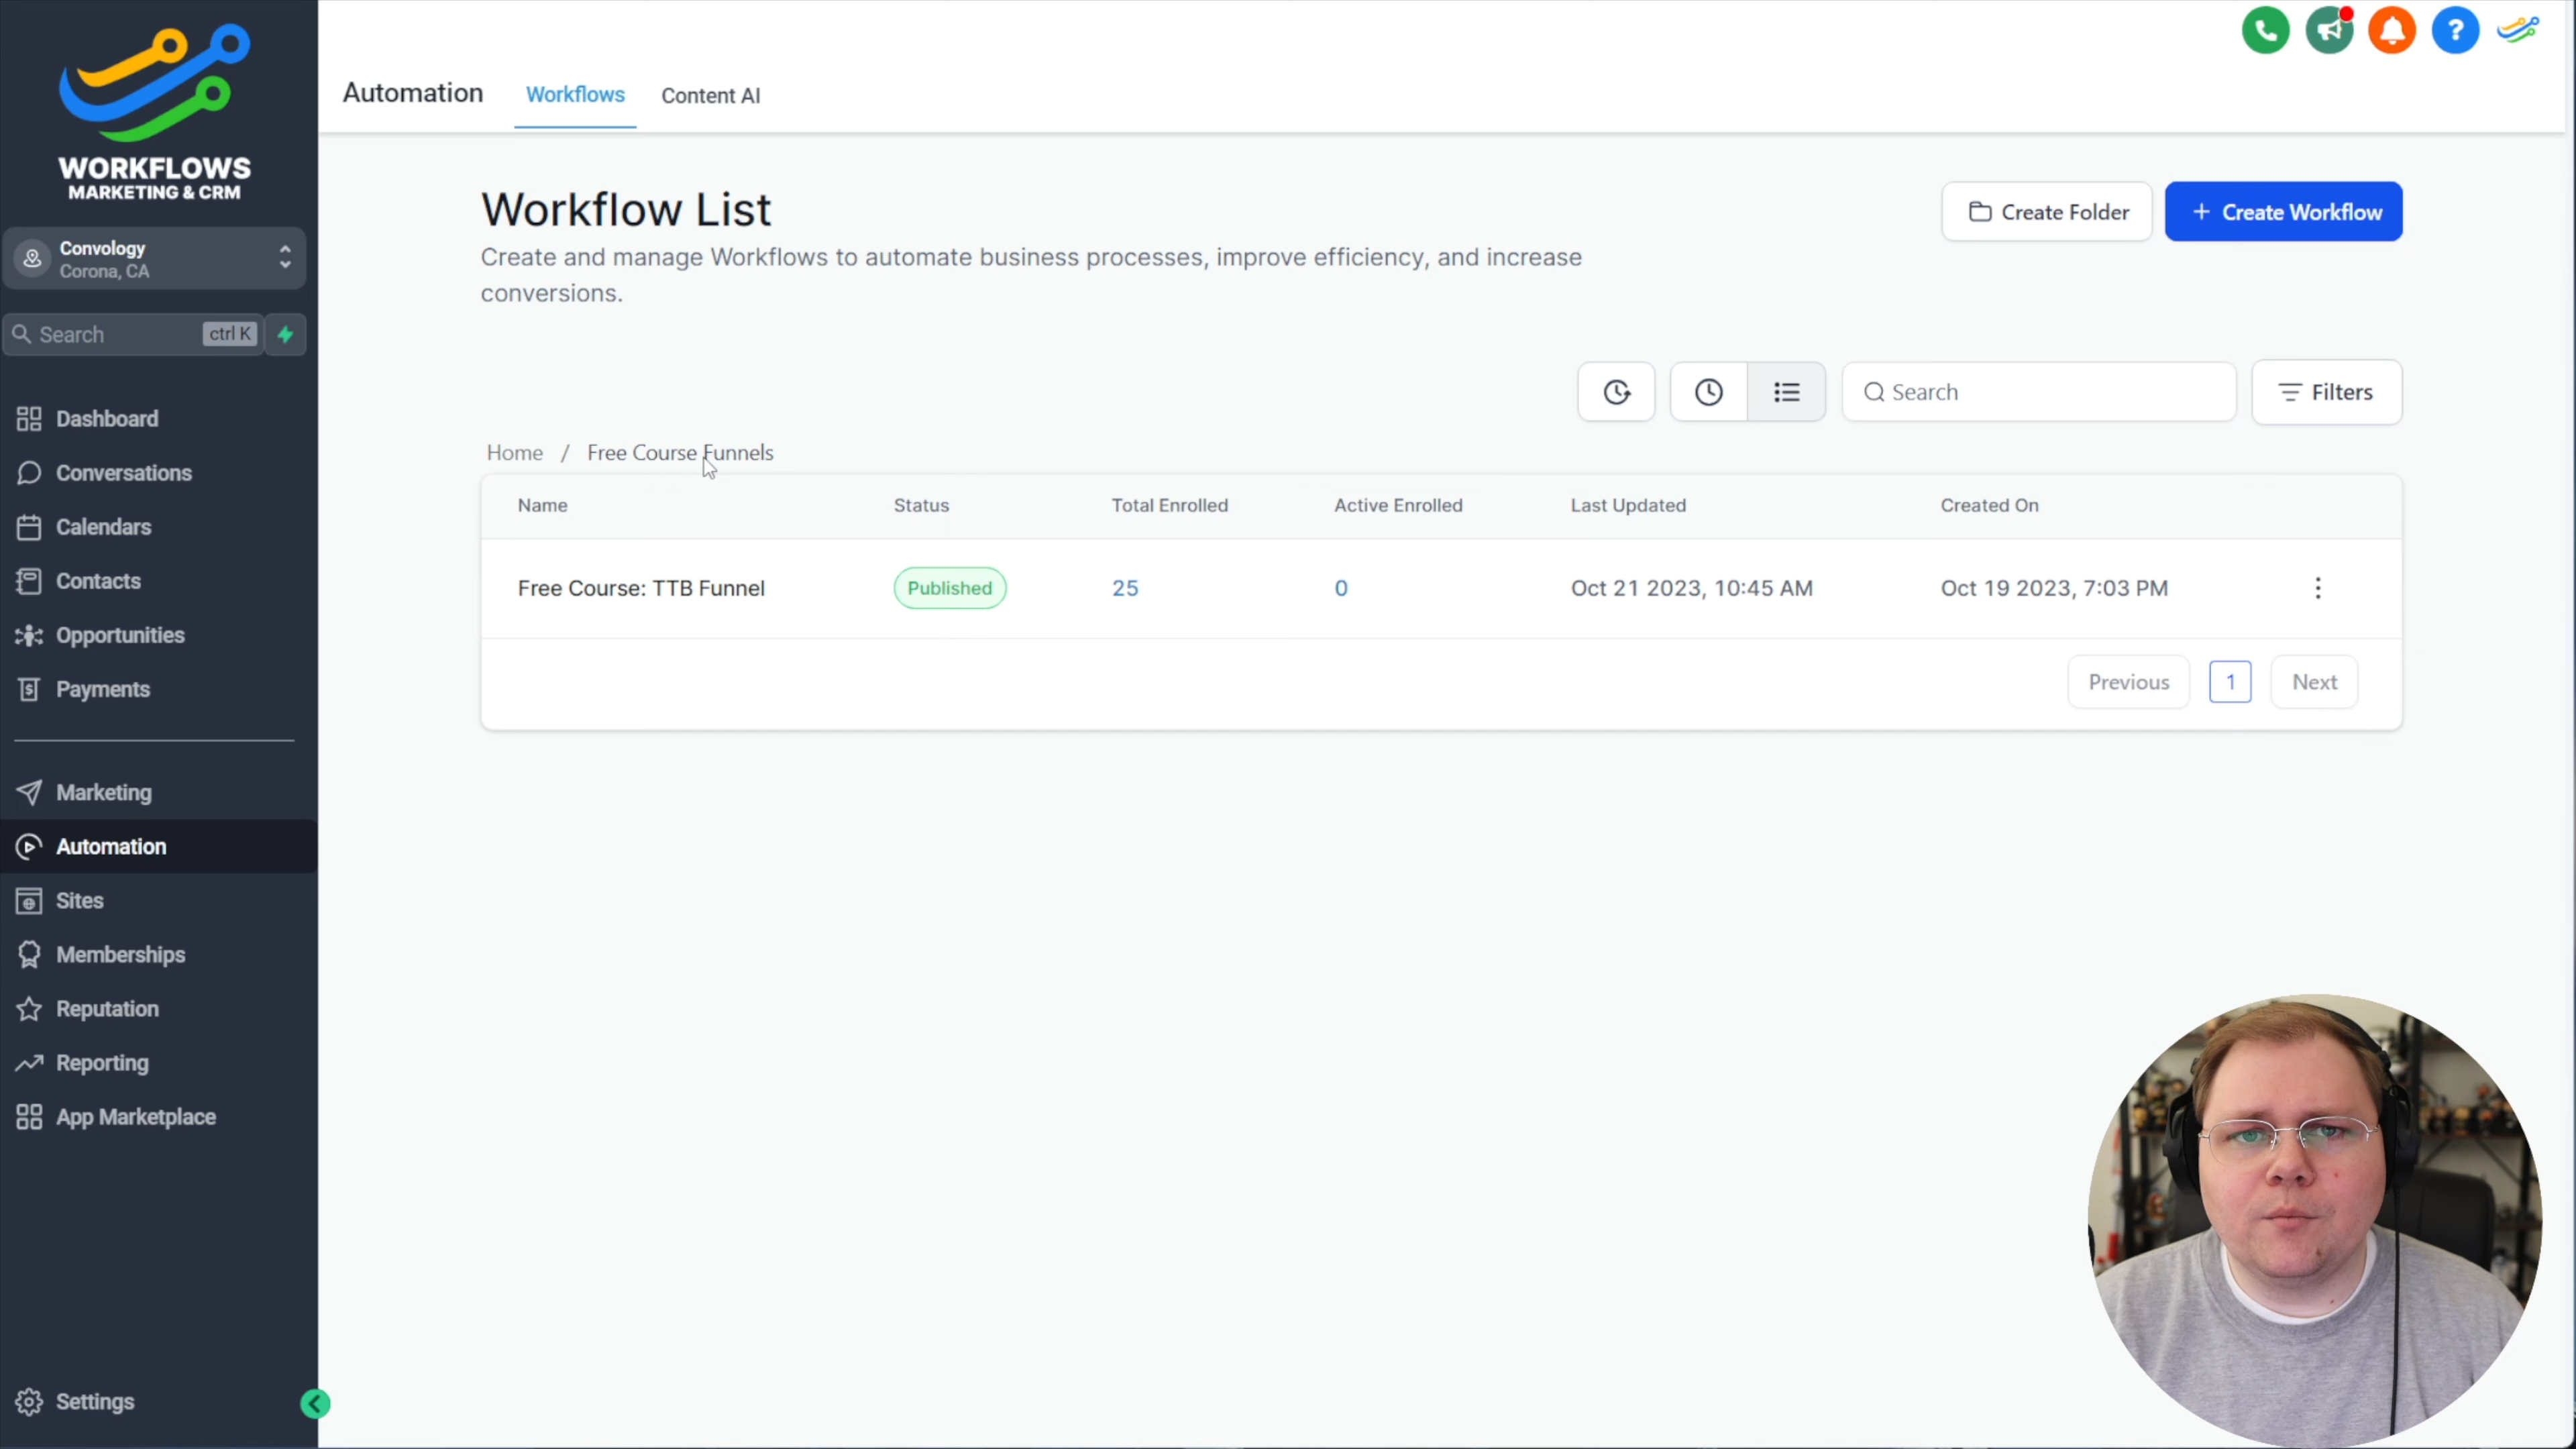 WORKFLOWS
MARKETING & CRM
Convology
Corona, CA
Search
ctrl K
Dashboard
Conversations
Calendars
Contacts
Opportunities
Payments
Marketing
Automation
Sites
Memberships
Reputation
Reporting
App Marketplace
Settings
Automation
Workflows
Content AI
?
Workflow List
Create and manage Workflows to automate business processes, improve efficiency, and increase
conversions.
Create Folder
+ Create Workflow
Search
Filters
Home / Free Course Funnels
Name Status Total Enrolled Active Enrolled Last Updated Created On
Free Course: TTB Funnel Published 25 0 Oct 21 2023, 10:45 AM Oct 19 2023, 7:03 PM
Previous 1 Next